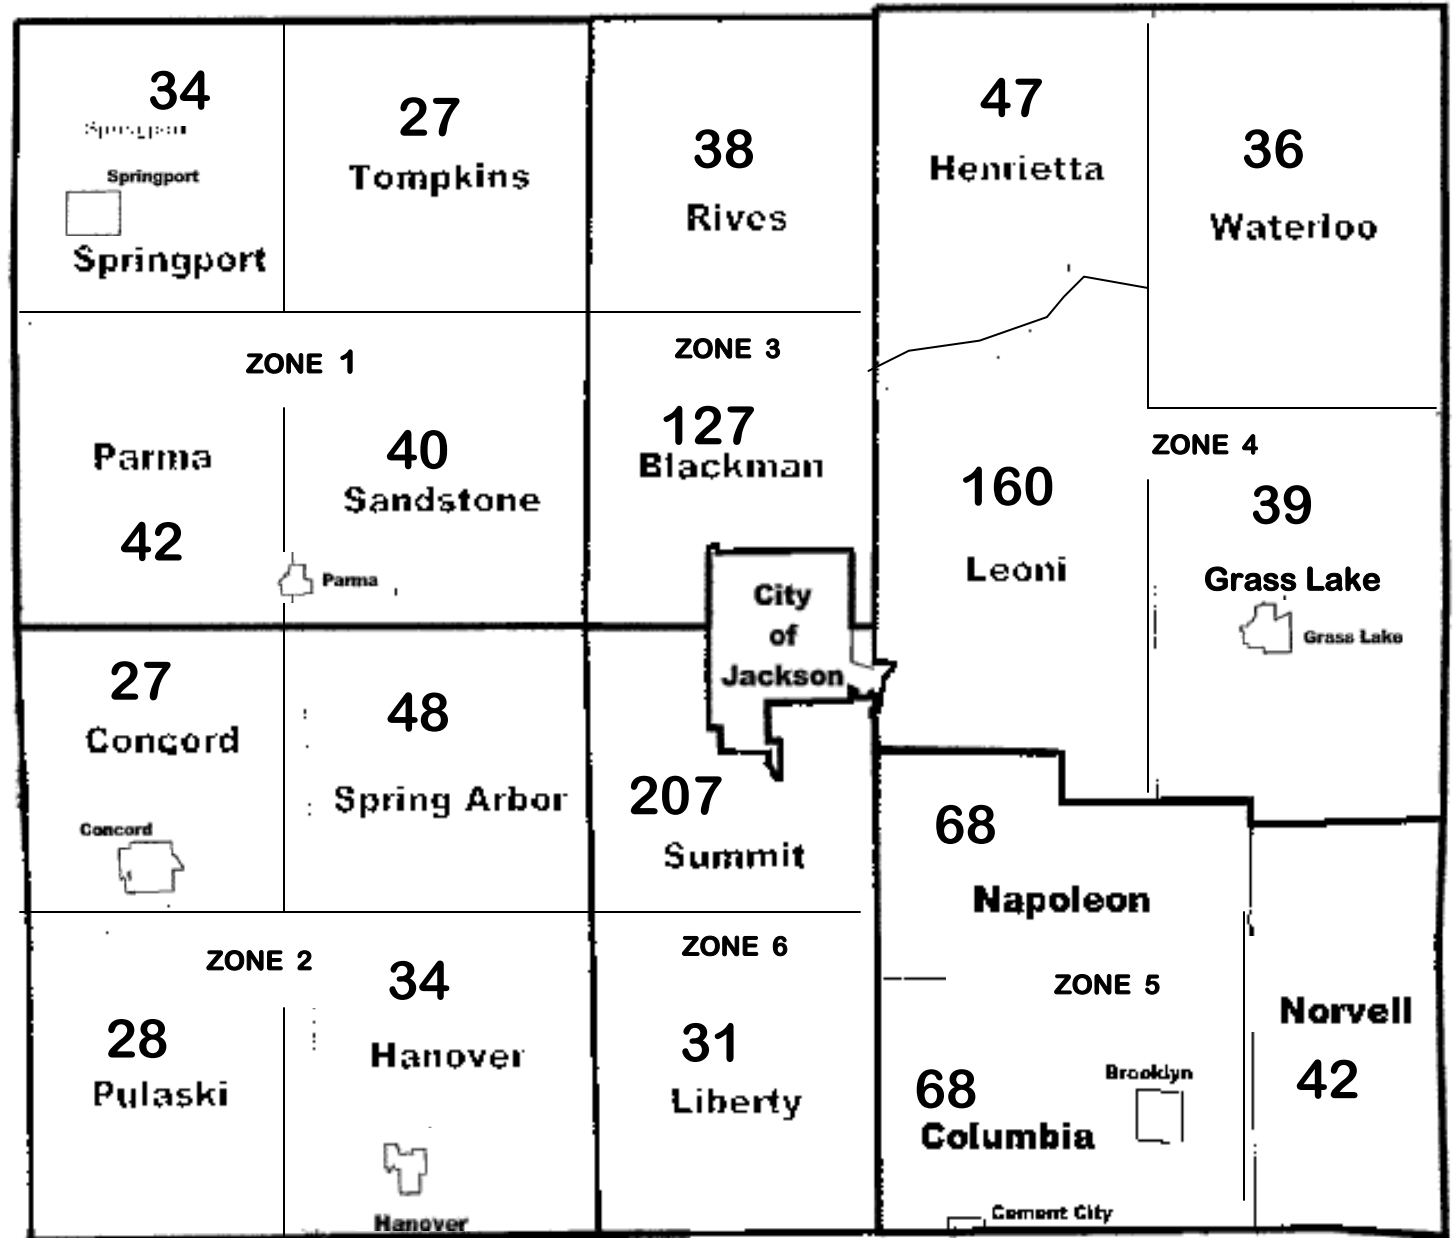 34
Springport
Springport
Springport
27
Tompkins
38
Rives
47
Henrietta
36
Waterloo
ZONE 1
Parma
42
40
Sandstone
Parma
ZONE 3
127
Blackman
City
of
Jackson
160
Leoni
ZONE 4
39
Grass Lake
Grass Lake
27
Concord
Concord
48
Spring Arbor
207
Summit
68
Napoleon
ZONE 2
28
Pulaski
34
Hanover
Hanover
ZONE 6
31
Liberty
ZONE 5
68
Columbia
Brooklyn
Cement City
Norvell
42